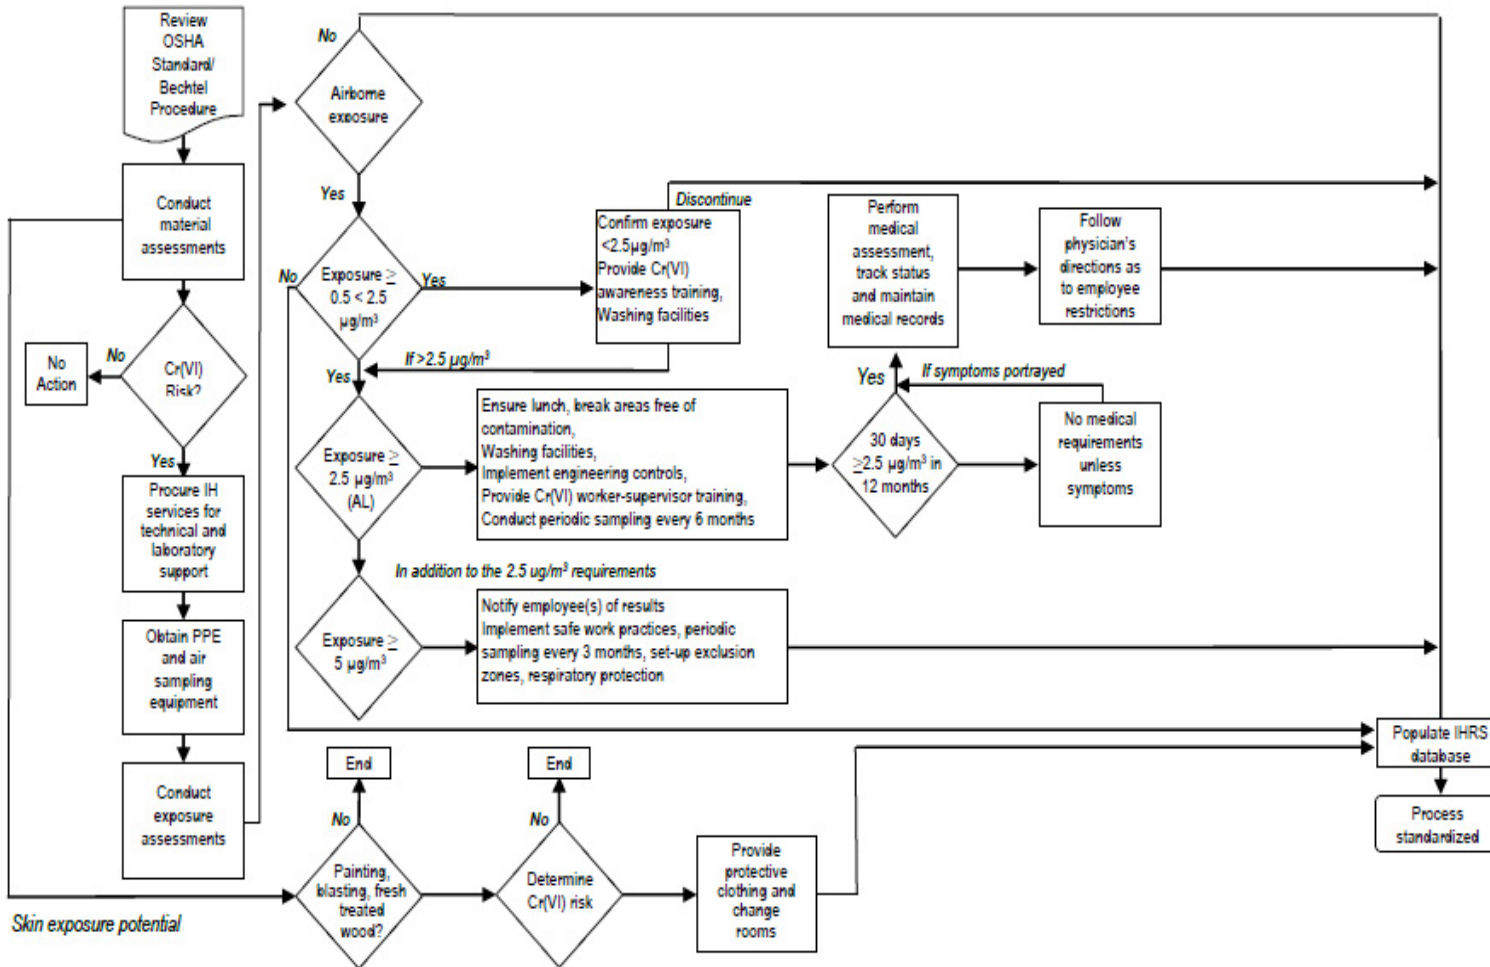 Review
OSHA
Standard/
Bechtel
Procedure
Conduct
material
assessments
No
No
Action
Cr(VI)
Risk?
Yes
Procure IH
services for
technical and
laboratory
support
Obtain PPE
and air
sampling
equipment
Conduct
exposure
assessments
Skin exposure potential
No
Airborne
exposure
Yes
No
Exposure ≥
0.5 < 2.5
µg/m³
Yes
Discontinue
Confirm exposure
<2.5µg/m³
Provide Cr(VI)
awareness training,
Washing facilities
If >2.5 µg/m³
Yes
Exposure ≥
2.5 µg/m³
(AL)
Ensure lunch, break areas free of
contamination,
Washing facilities,
Implement engineering controls,
Provide Cr(VI) worker-supervisor training,
Conduct periodic sampling every 6 months
30 days
≥2.5 µg/m³ in
12 months
Yes
If symptoms portrayed
No medical
requirements
unless
symptoms
Perform
medical
assessment,
track status
and maintain
medical records
Follow
physician's
directions as
to employee
restrictions
In addition to the 2.5 ug/m³ requirements
Exposure ≥
5 µg/m³
Notify employee(s) of results
Implement safe work practices, periodic
sampling every 3 months, set-up exclusion
zones, respiratory protection
End
No
Painting,
blasting, fresh
treated
wood?
End
No
Determine
Cr(VI) risk
Provide
protective
clothing and
change
rooms
Populate IHRS
database
Process
standardized